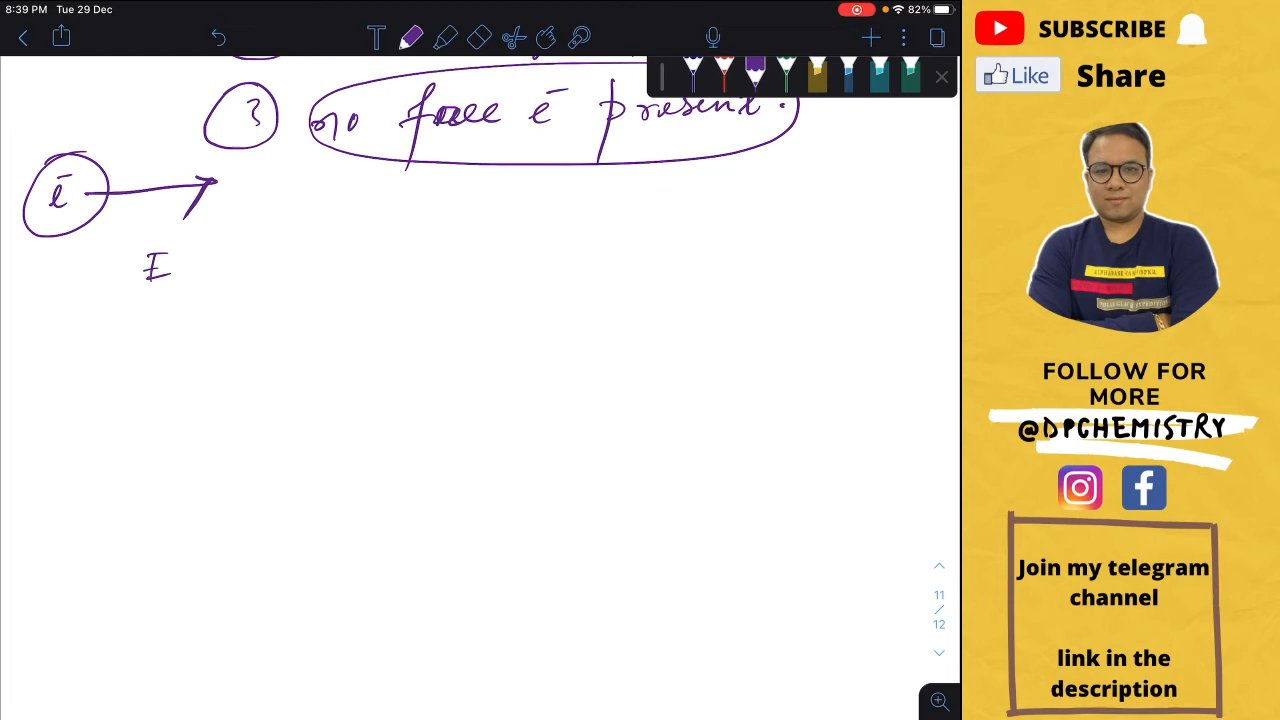 8:39 PM Tue 29 Dec
82%
3 no free ē present.
ē
E
11
/
12
SUBSCRIBE
Like Share
FOLLOW FOR
MORE
@DPCHEMISTRY
Join my telegram
channel
link in the
description